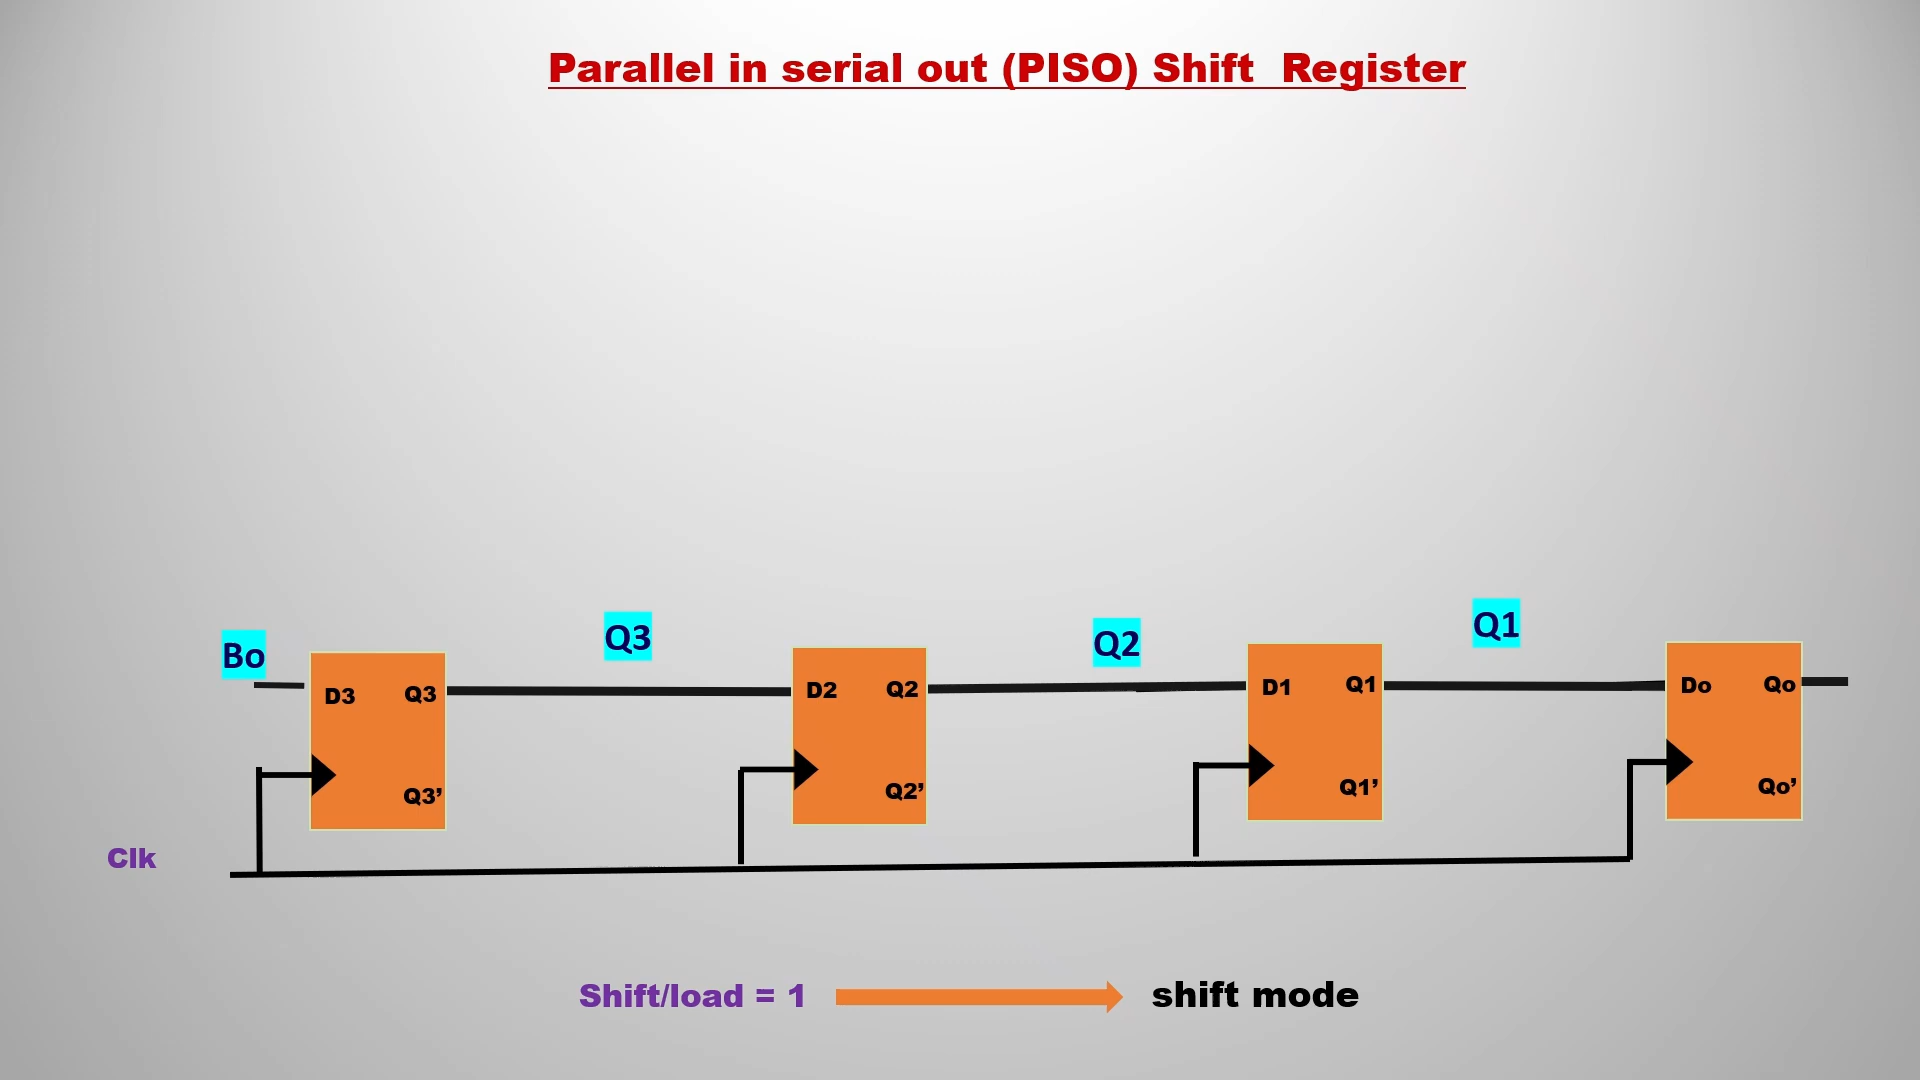 Parallel in serial out (PISO) Shift Register
Bo
Q3
Q2
Q1
D3 Q3
D2 Q2
D1 Q1
Do Qo
Q3’
Q2’
Q1’
Qo’
Clk
Shift/load = 1 shift mode